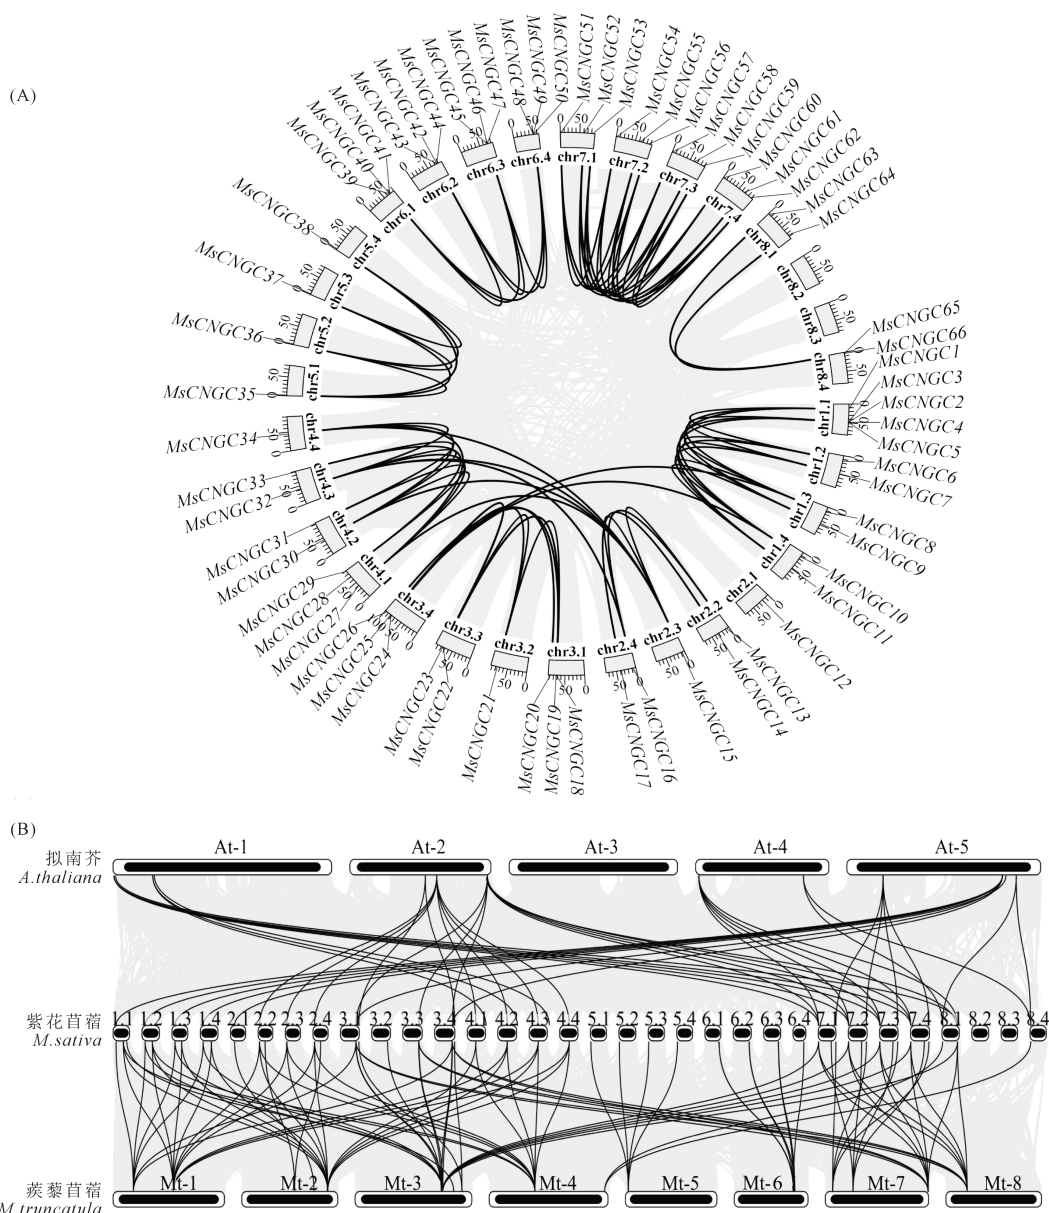 (A)
MsCNGC39
MsCNGC40
MsCNGC41
MsCNGC42
MsCNGC43
MsCNGC44
MsCNGC45
MsCNGC46
MsCNGC47
MsCNGC48
MsCNGC49
MsCNGC50
MsCNGC51
MsCNGC52
MsCNGC53
MsCNGC54
MsCNGC55
MsCNGC56
MsCNGC57
MsCNGC58
MsCNGC59
MsCNGC60
MsCNGC61
MsCNGC62
MsCNGC63
MsCNGC64
MsCNGC65
MsCNGC66
MsCNGC1
MsCNGC3
MsCNGC2
MsCNGC4
MsCNGC5
MsCNGC6
MsCNGC7
MsCNGC8
MsCNGC9
MsCNGC10
MsCNGC11
MsCNGC12
MsCNGC13
MsCNGC14
MsCNGC15
MsCNGC16
MsCNGC17
MsCNGC18
MsCNGC19
MsCNGC20
MsCNGC21
MsCNGC22
MsCNGC23
MsCNGC24
MsCNGC25
MsCNGC26
MsCNGC27
MsCNGC28
MsCNGC29
MsCNGC30
MsCNGC31
MsCNGC32
MsCNGC33
MsCNGC34
MsCNGC35
MsCNGC36
MsCNGC37
MsCNGC38
chr6.1
chr6.2
chr6.3
chr6.4
chr7.1
chr7.2
chr7.3
chr7.4
chr8.1
chr8.2
chr8.3
chr8.4
chr1.1
chr1.2
chr1.3
chr1.4
chr2.1
chr2.2
chr2.3
chr2.4
chr3.1
chr3.2
chr3.3
chr3.4
chr4.1
chr4.2
chr4.3
chr4.4
chr5.1
chr5.2
chr5.3
chr5.4
0 50
100
(B)
At-1 At-2 At-3 At-4 At-5
拟南芥
A.thaliana
1.1 1.2 1.3 1.4 2.1 2.2 2.3 2.4 3.1 3.2 3.3 3.4 4.1 4.2 4.3 4.4 5.1 5.2 5.3 5.4 6.1 6.2 6.3 6.4 7.1 7.2 7.3 7.4 8.1 8.2 8.3 8.4
紫花苜蓿
M.sativa
Mt-1 Mt-2 Mt-3 Mt-4 Mt-5 Mt-6 Mt-7 Mt-8
蒺藜苜蓿
M.truncatula